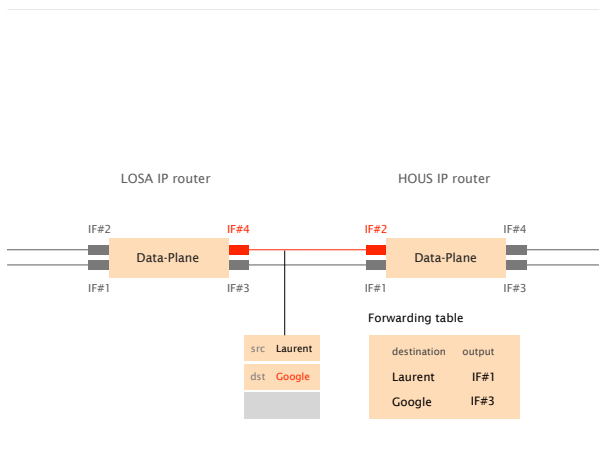 LOSA IP router
HOUS IP router
IF#2
IF#4
IF#2
IF#4
Data-Plane
Data-Plane
IF#1
IF#3
IF#1
IF#3
Forwarding table
src Laurent
dst Google
destination output
Laurent IF#1
Google IF#3